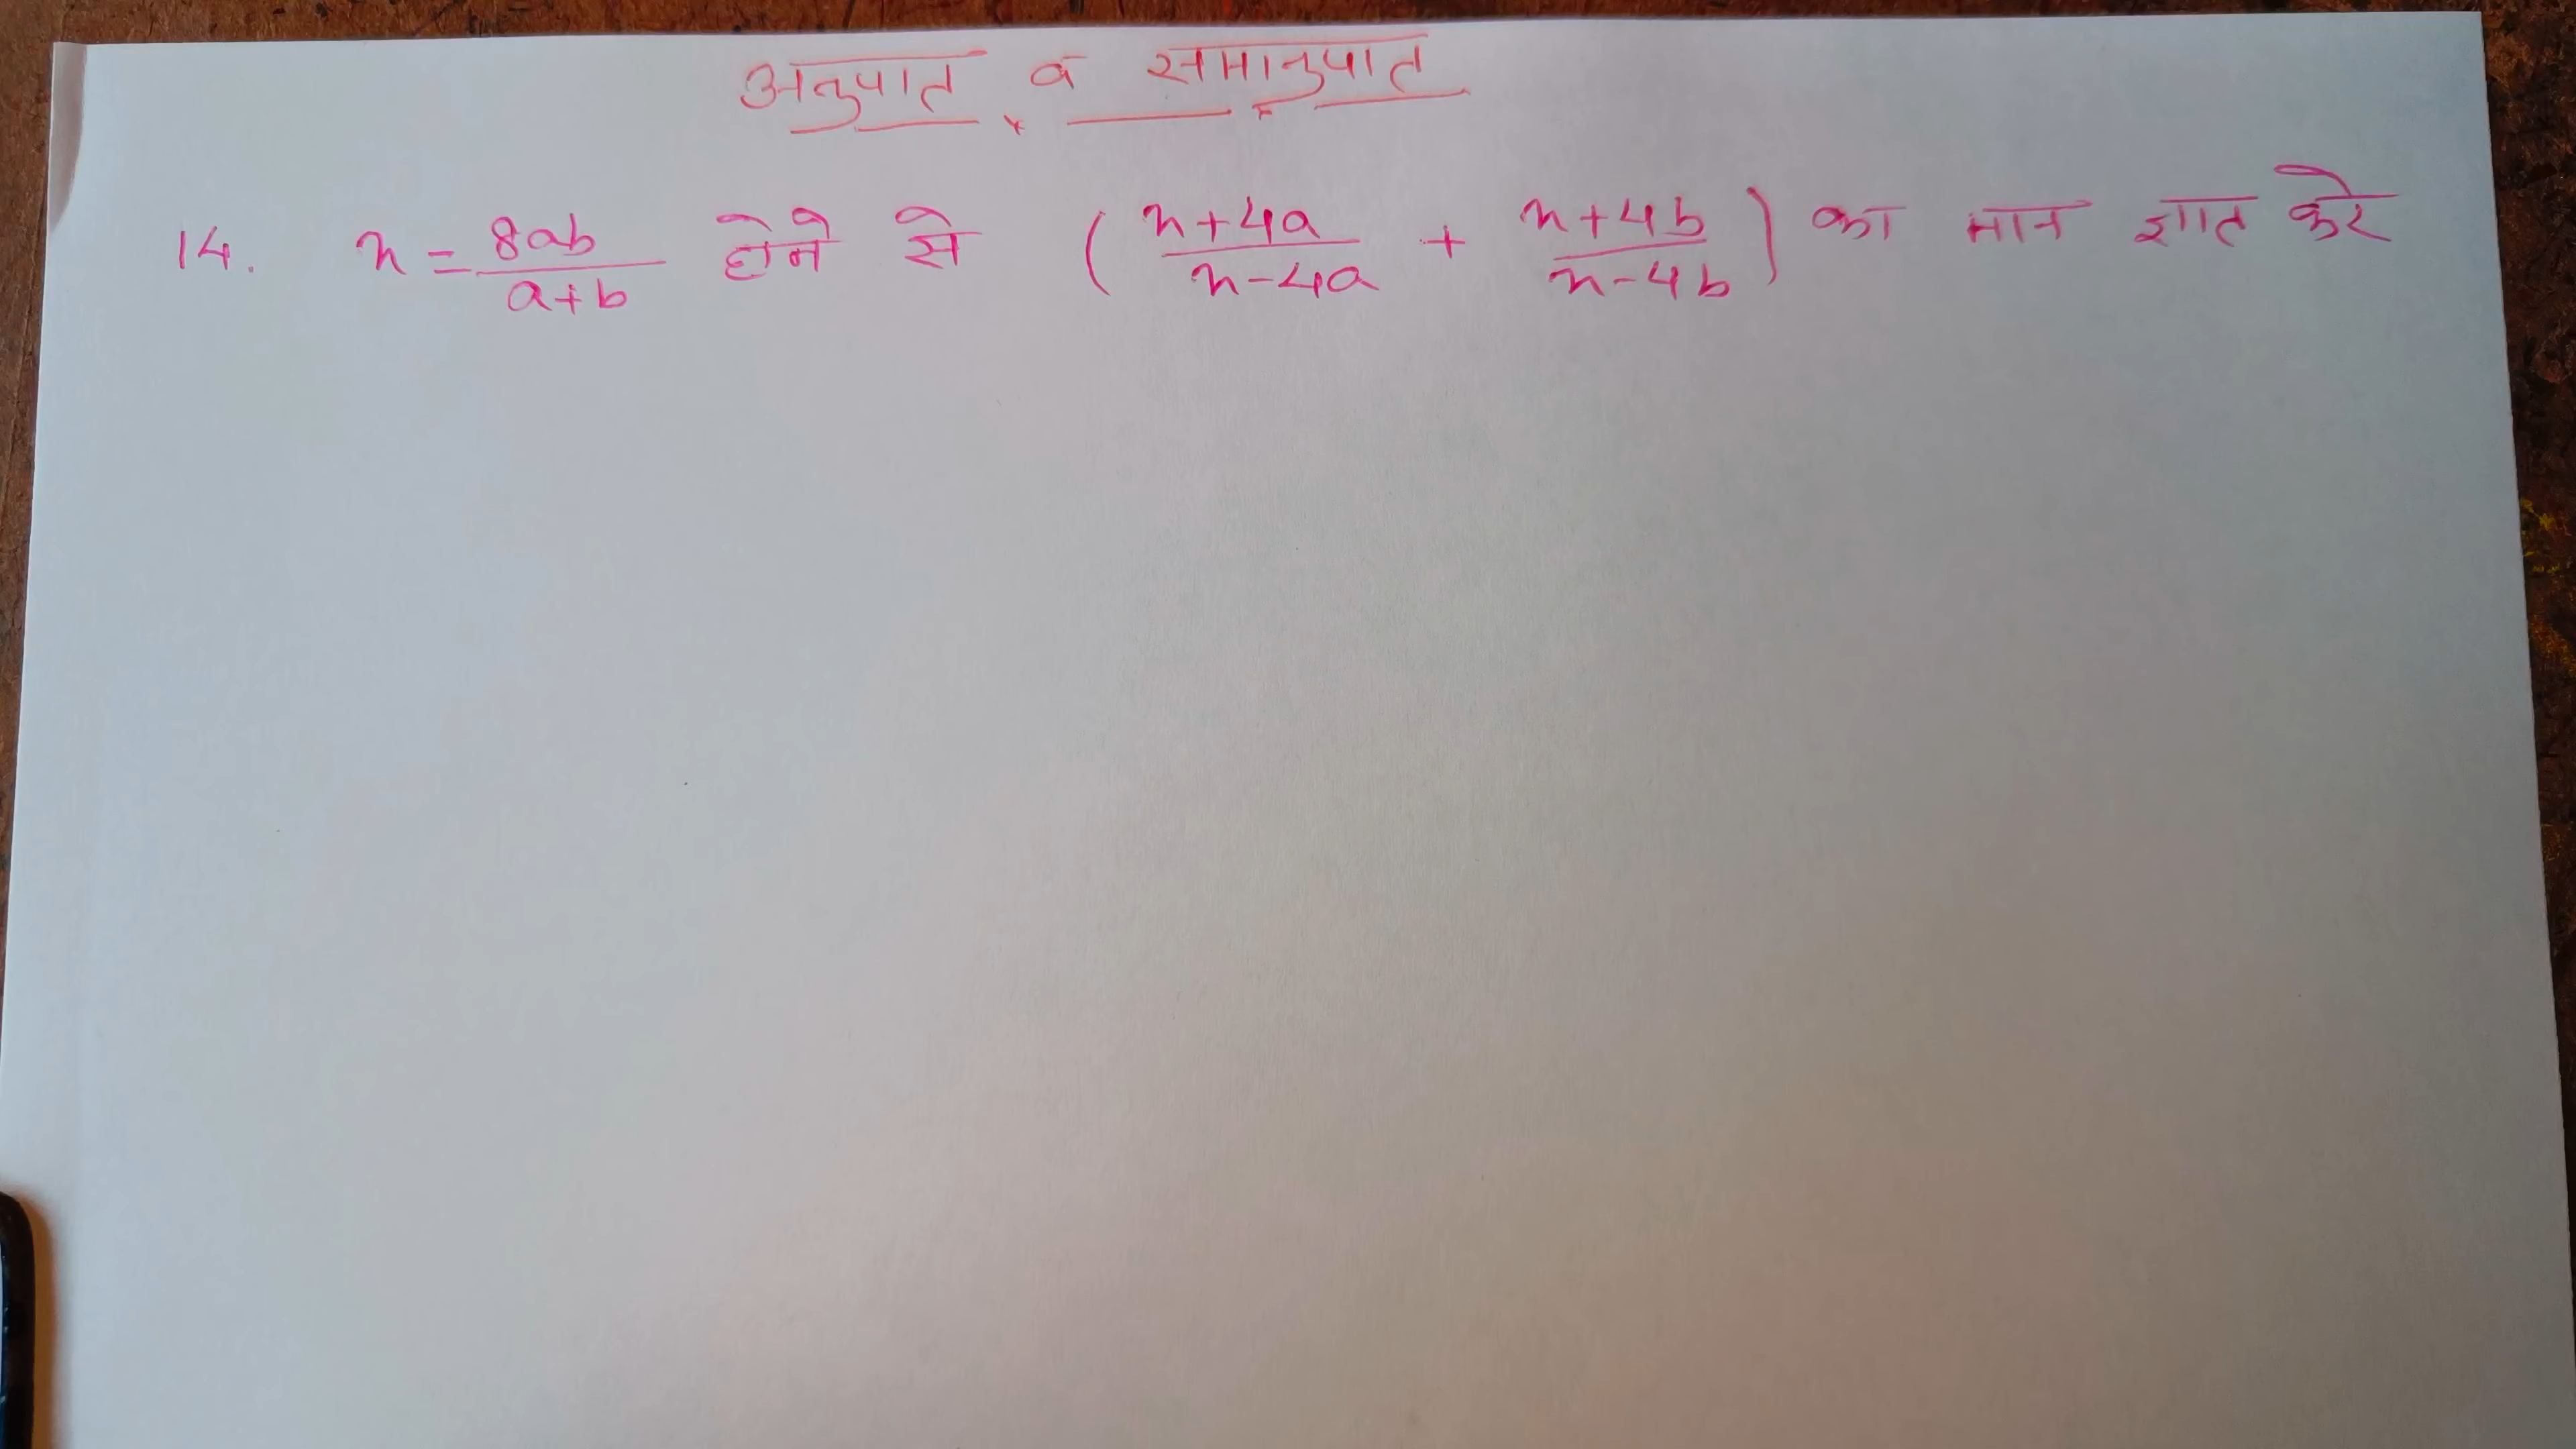 अनुपात व समानुपात
14. x = 8ab/a+b होने से (x+4a/x-4a + x+4b/x-4b) का मान ज्ञात करे